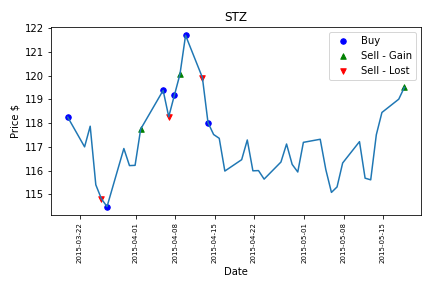 STZ
122
121
120
119
118
117
116
115
Price $
Buy
Sell - Gain
Sell - Lost
2015-03-22
2015-04-01
2015-04-08
2015-04-15
2015-04-22
2015-05-01
2015-05-08
2015-05-15
Date